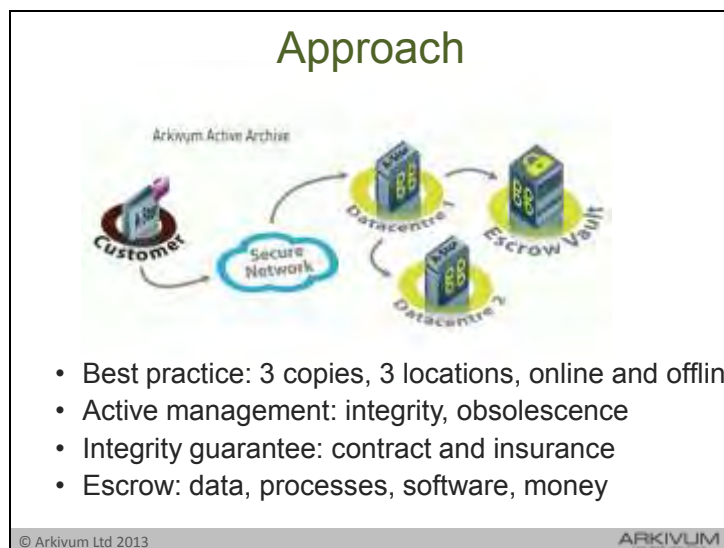 Approach
Arkivum Active Archive
Customer
Secure
Network
Datacentre 1
Datacentre 2
Escrow Vault
• Best practice: 3 copies, 3 locations, online and offlin
• Active management: integrity, obsolescence
• Integrity guarantee: contract and insurance
• Escrow: data, processes, software, money
© Arkivum Ltd 2013
ARKIVUM